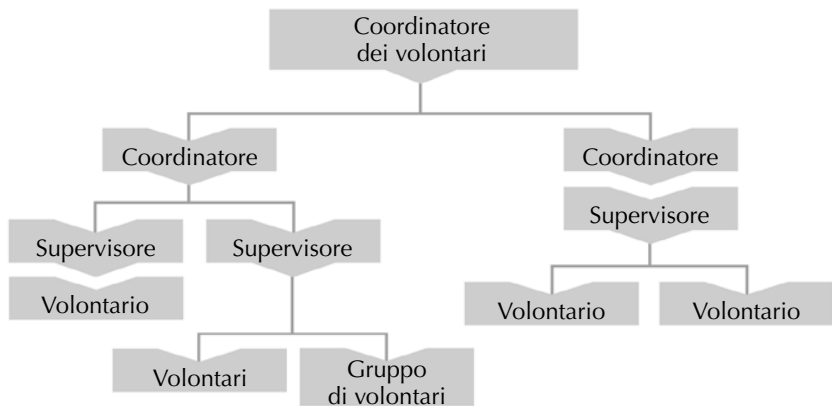 Coordinatore
dei volontari
Coordinatore
Coordinatore
Supervisore
Supervisore
Supervisore
Volontario
Volontario
Volontario
Volontari
Gruppo
di volontari